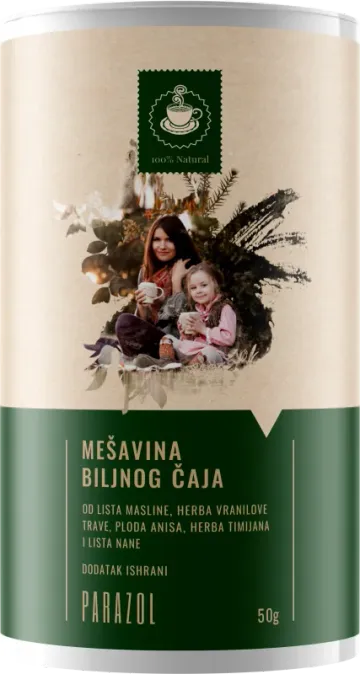 100% Natural
MEŠAVINA
BILJNOG ČAJA
OD LISTA MASLINE, HERBA VRANILOVE
TRAVE, PLODA ANISA, HERBA TIMIJANA
I LISTA NANE
DODATAK ISHRANI
PARAZOL
50g